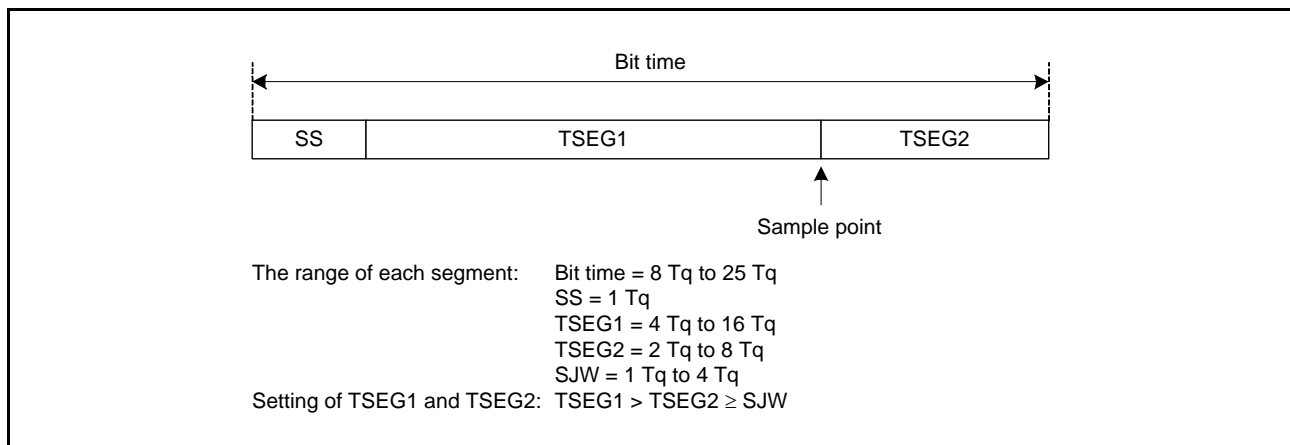 Bit time
SS TSEG1 TSEG2
Sample point
The range of each segment: Bit time = 8 Tq to 25 Tq
SS = 1 Tq
TSEG1 = 4 Tq to 16 Tq
TSEG2 = 2 Tq to 8 Tq
SJW = 1 Tq to 4 Tq
Setting of TSEG1 and TSEG2: TSEG1 > TSEG2 ≥ SJW